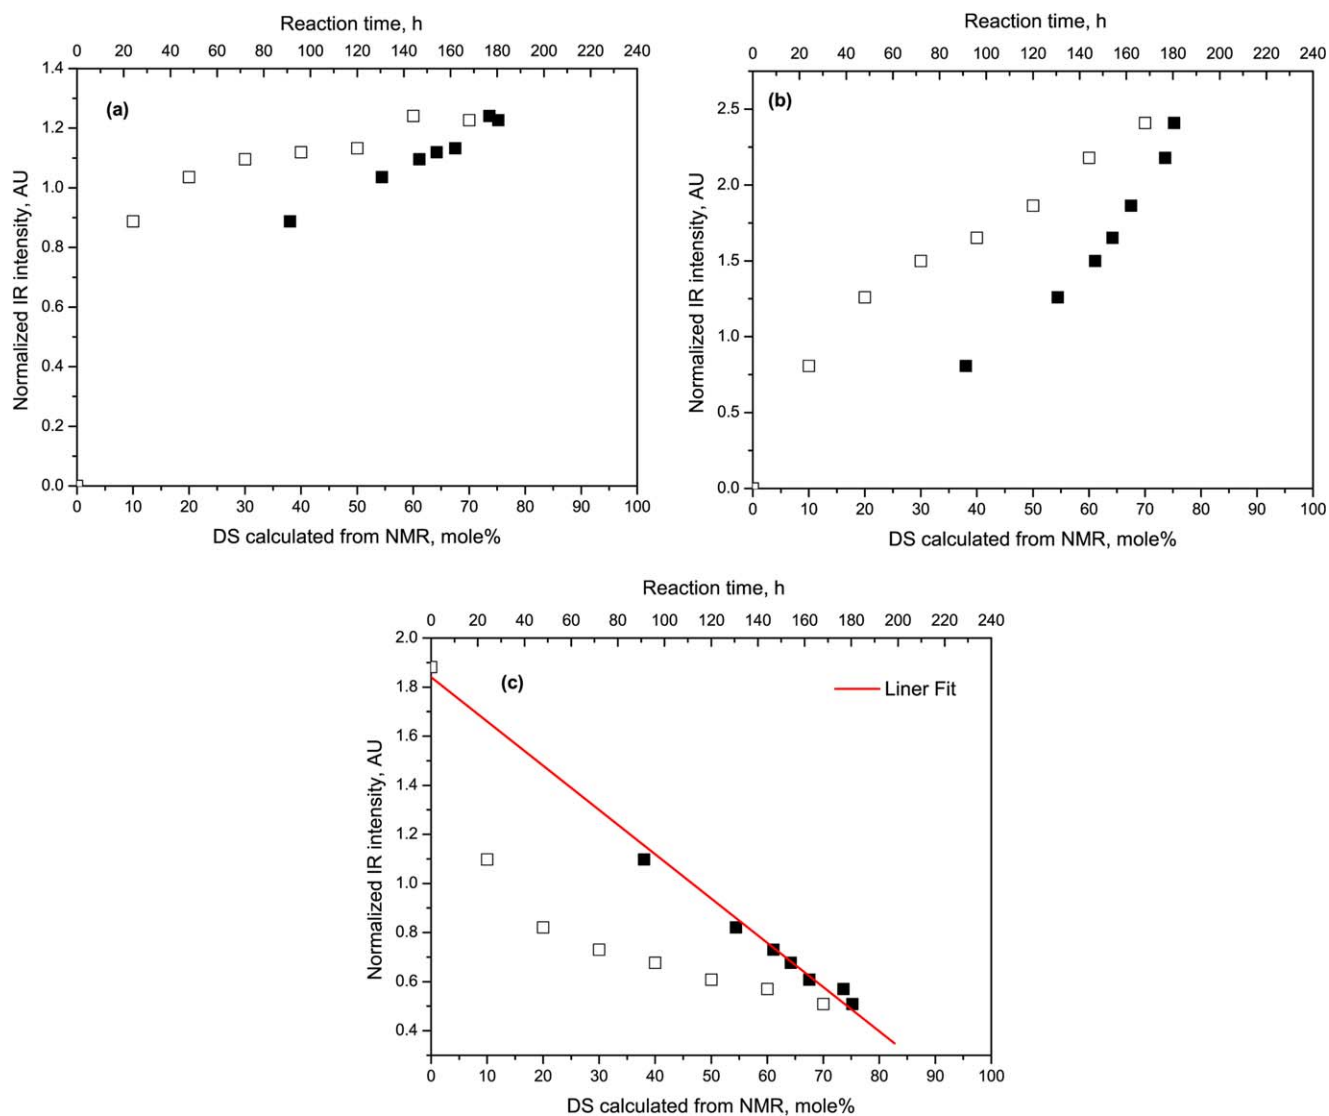 Reaction time, h
0 20 40 60 80 100 120 140 160 180 200 220 240
1.4
1.2
1.0
0.8
0.6
0.4
0.2
0.0
(a)
Normalized IR intensity, AU
0 10 20 30 40 50 60 70 80 90 100
DS calculated from NMR, mole%
Reaction time, h
0 20 40 60 80 100 120 140 160 180 200 220 240
2.5
2.0
1.5
1.0
0.5
0.0
(b)
Normalized IR intensity, AU
0 10 20 30 40 50 60 70 80 90 100
DS calculated from NMR, mole%
Reaction time, h
0 20 40 60 80 100 120 140 160 180 200 220 240
2.0
1.8
1.6
1.4
1.2
1.0
0.8
0.6
0.4
(c)
Liner Fit
Normalized IR intensity, AU
0 10 20 30 40 50 60 70 80 90 100
DS calculated from NMR, mole%